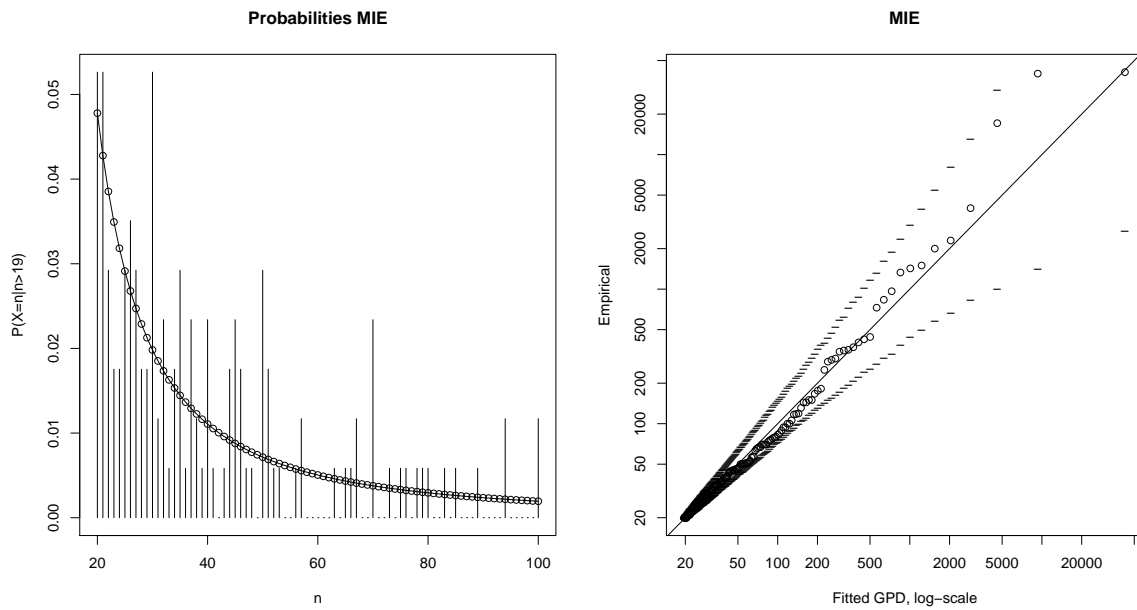 Probabilities MIE
P(X=n|n>19)
0.00 0.01 0.02 0.03 0.04 0.05
20 40 60 80 100
n
MIE
Empirical
20 50 100 200 500 2000 5000 20000
20 50 100 200 500 2000 5000 20000
Fitted GPD, log−scale